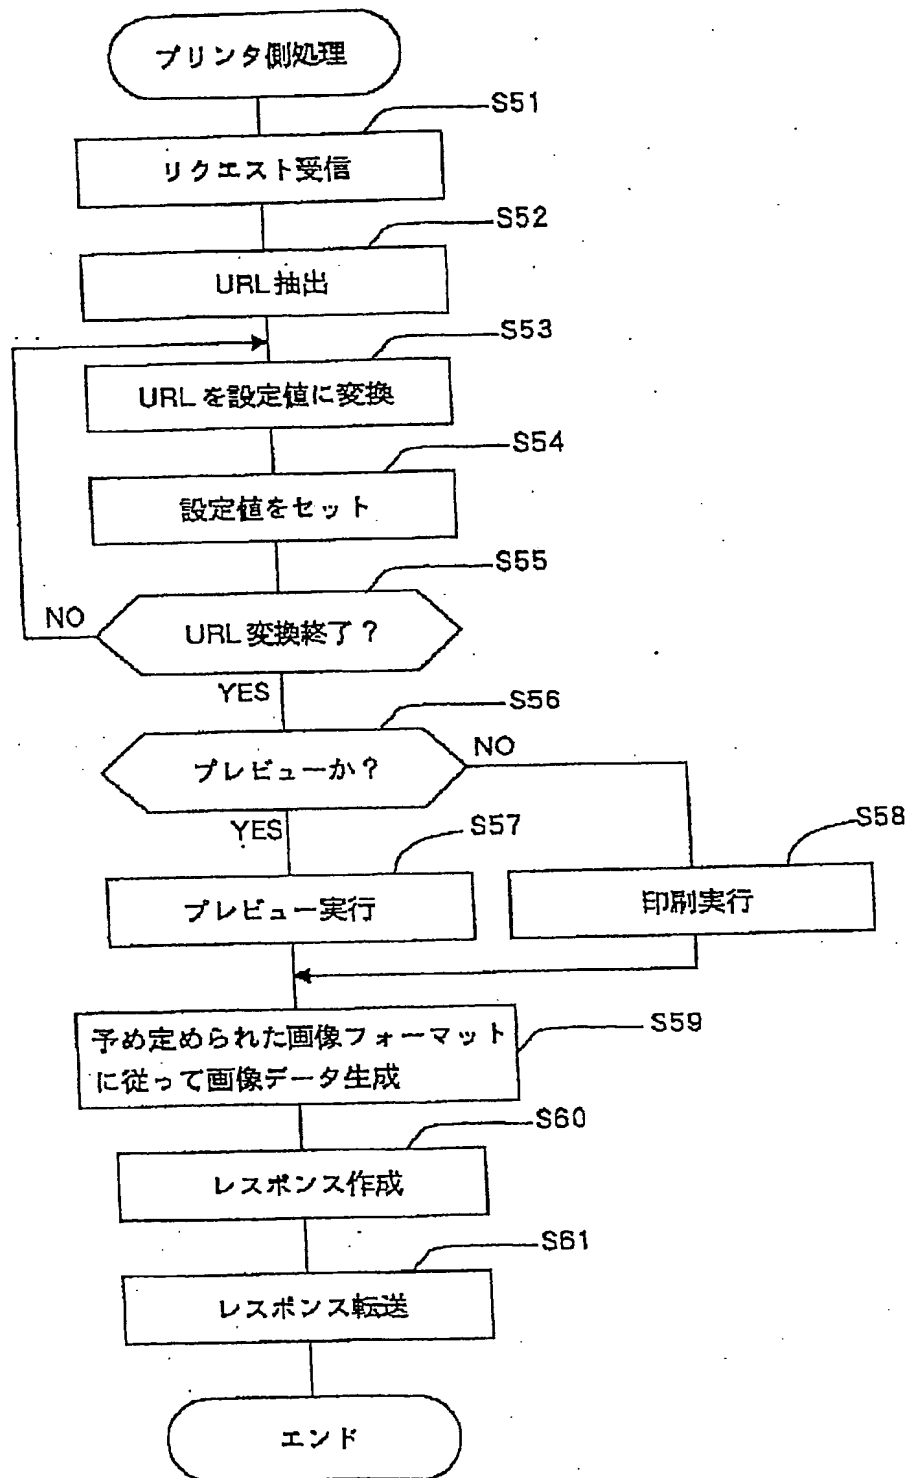 プリンタ側処理
S51
リクエスト受信
S52
URL抽出
S53
URLを設定値に変換
S54
設定値をセット
S55
NO
URL変換終了?
YES
S56
プレビューか?
NO
YES
S57
S58
プレビュー実行
印刷実行
S59
予め定められた画像フォーマット
に従って画像データ生成
S60
レスポンス作成
S61
レスポンス転送
エンド